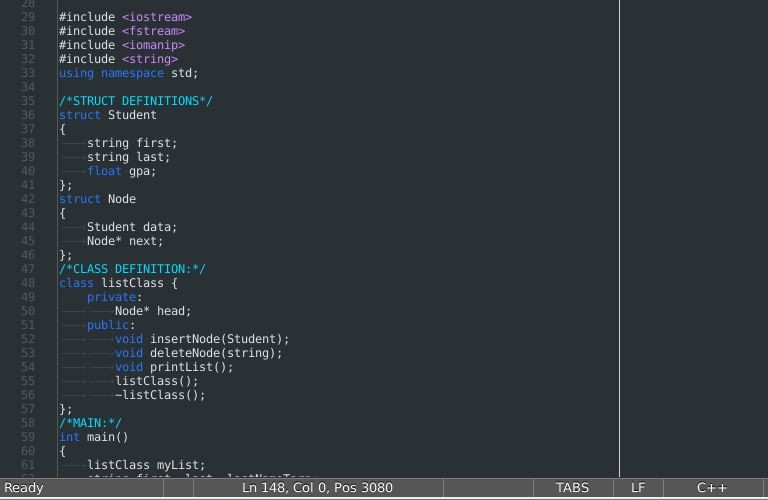 28
29 #include <iostream>
30 #include <fstream>
31 #include <iomanip>
32 #include <string>
33 using namespace std;
34
35 /*STRUCT DEFINITIONS*/
36 struct Student
37 {
38 string first;
39 string last;
40 float gpa;
41 };
42 struct Node
43 {
44 Student data;
45 Node* next;
46 };
47 /*CLASS DEFINITION:*/
48 class listClass {
49 private:
50 Node* head;
51 public:
52 void insertNode(Student);
53 void deleteNode(string);
54 void printList();
55 listClass();
56 ~listClass();
57 };
58 /*MAIN:*/
59 int main()
60 {
61 listClass myList;
Ready Ln 148, Col 0, Pos 3080 TABS LF C++